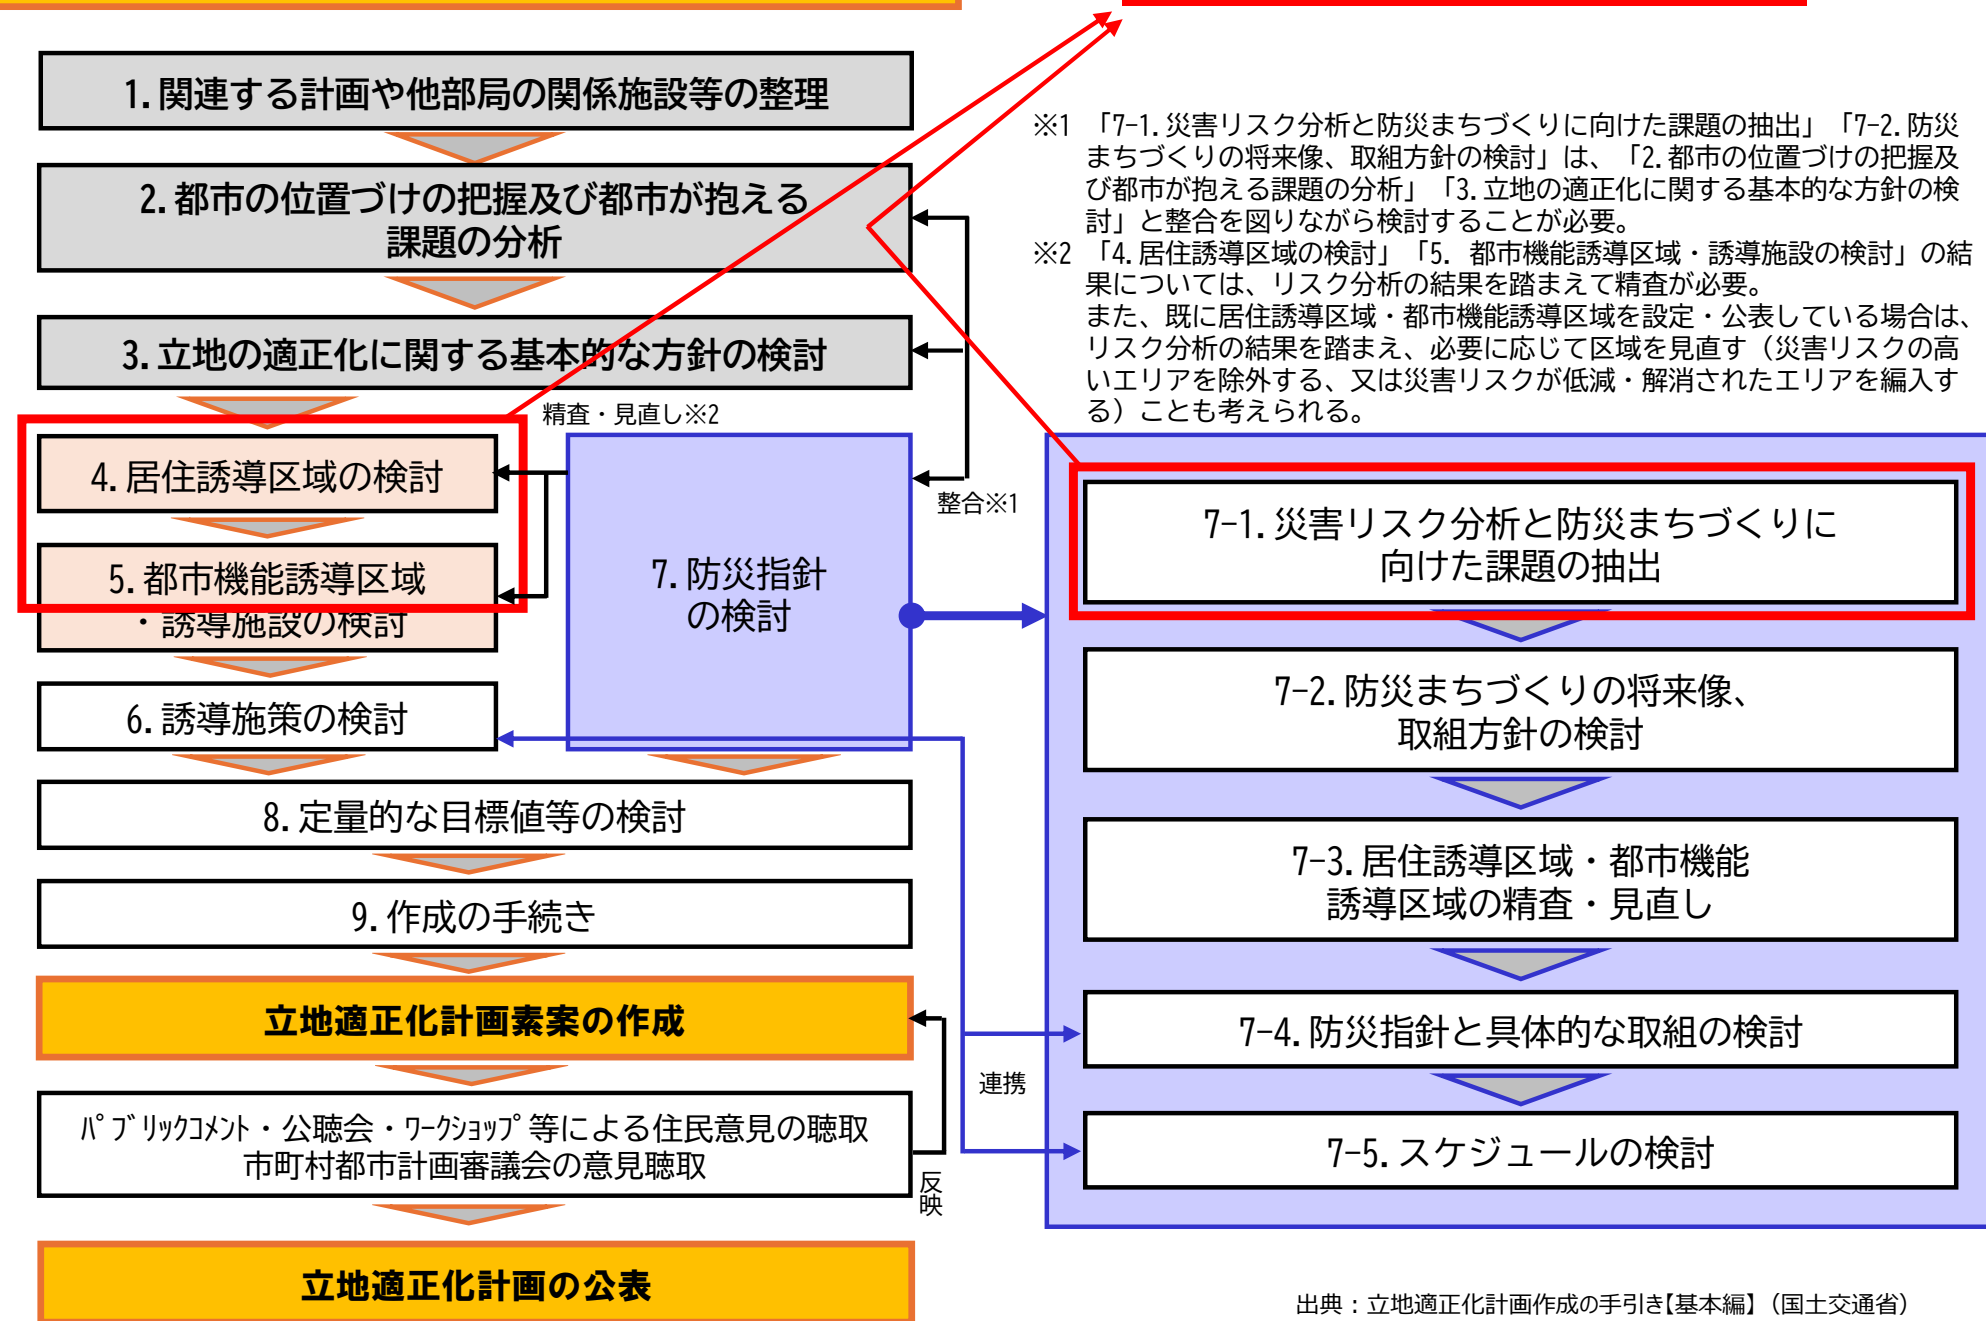 1.関連する計画や他部局の関係施設等の整理
2.都市の位置づけの把握及び都市が抱える
課題の分析
3.立地の適正化に関する基本的な方針の検討
精査・見直し※2
4.居住誘導区域の検討
5.都市機能誘導区域
・誘導施設の検討
6.誘導施策の検討
7.防災指針
の検討
整合※1
8.定量的な目標値等の検討
9.作成の手続き
立地適正化計画素案の作成
ﾊﾟﾌﾞﾘｯｸｺﾒﾝﾄ・公聴会・ﾜｰｸｼｮｯﾌﾟ等による住民意見の聴取
市町村都市計画審議会の意見聴取
反映
連携
立地適正化計画の公表
※1 「7-1.災害リスク分析と防災まちづくりに向けた課題の抽出」「7-2.防災
まちづくりの将来像、取組方針の検討」は、「2.都市の位置づけの把握及
び都市が抱える課題の分析」「3.立地の適正化に関する基本的な方針の検
討」と整合を図りながら検討することが必要。
※2 「4.居住誘導区域の検討」「5. 都市機能誘導区域・誘導施設の検討」の結
果については、リスク分析の結果を踏まえて精査が必要。
また、既に居住誘導区域・都市機能誘導区域を設定・公表している場合は、
リスク分析の結果を踏まえ、必要に応じて区域を見直す（災害リスクの高
いエリアを除外する、又は災害リスクが低減・解消されたエリアを編入す
る）ことも考えられる。
7-1.災害リスク分析と防災まちづくりに
向けた課題の抽出
7-2.防災まちづくりの将来像、
取組方針の検討
7-3.居住誘導区域・都市機能
誘導区域の精査・見直し
7-4.防災指針と具体的な取組の検討
7-5.スケジュールの検討
出典：立地適正化計画作成の手引き【基本編】（国土交通省）